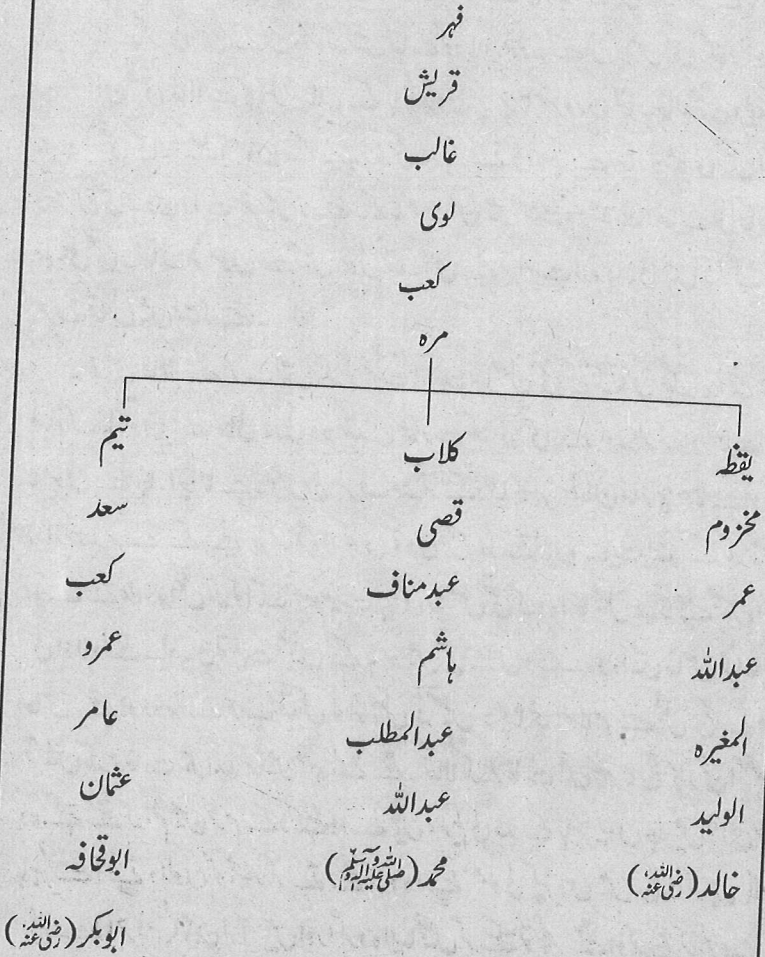 فہر
قریش
غالب
لوی
کعب
مرہ
یقظہ
مخزوم
عمر
عبداللہ
المغیرہ
الولید
خالد (رضی اللہ عنہ)
کلاب
قصی
عبد مناف
ہاشم
عبدالمطلب
عبداللہ
محمد (صلی اللہ علیہ وآلہ وسلم)
تیم
سعد
کعب
عمرو
عامر
عثمان
ابوقحافہ
ابوبکر (رضی اللہ عنہ)